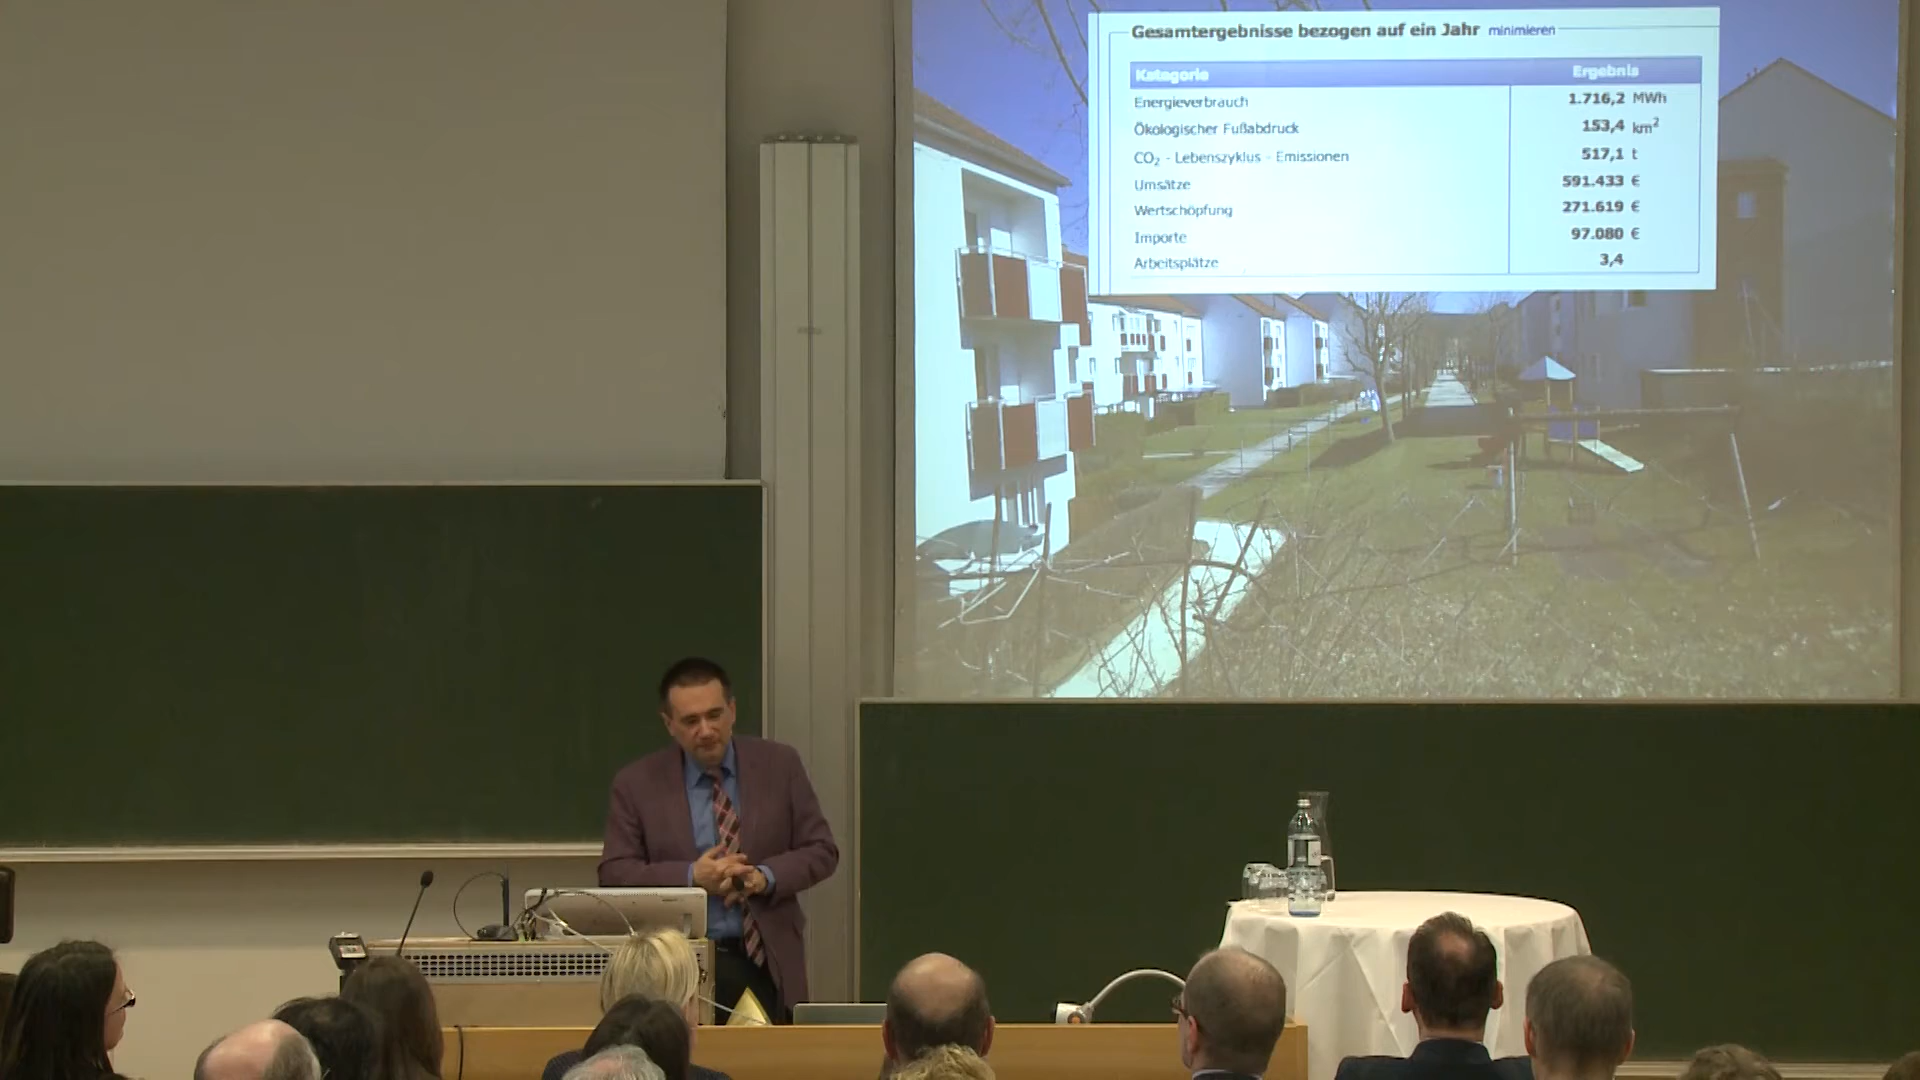 Gesamtergebnisse bezogen auf ein Jahr minimieren
Kategorie Ergebnis
Energieverbrauch 1.716,2 MWh
Ökologischer Fußabdruck 153,4 km²
CO₂ - Lebenszyklus - Emissionen 517,1 t
Umsätze 591.433 €
Wertschöpfung 271.619 €
Importe 97.080 €
Arbeitsplätze 3,4